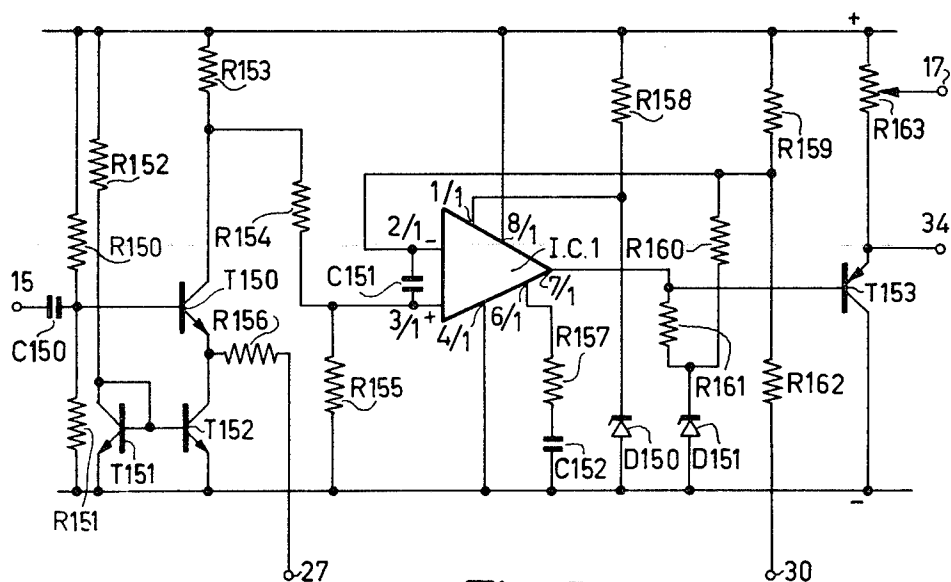 +
R153
17
R158
R163
R159
R152
1/1
34
2/1
8/1
R154
-
R160
R150
I.C.1
15
C151
7/1
T150
T153
R156
3/1
+
4/1
6/1
R157
C150
R161
R155
R162
T152
T151
C152
D150
D151
R151
-
27
30